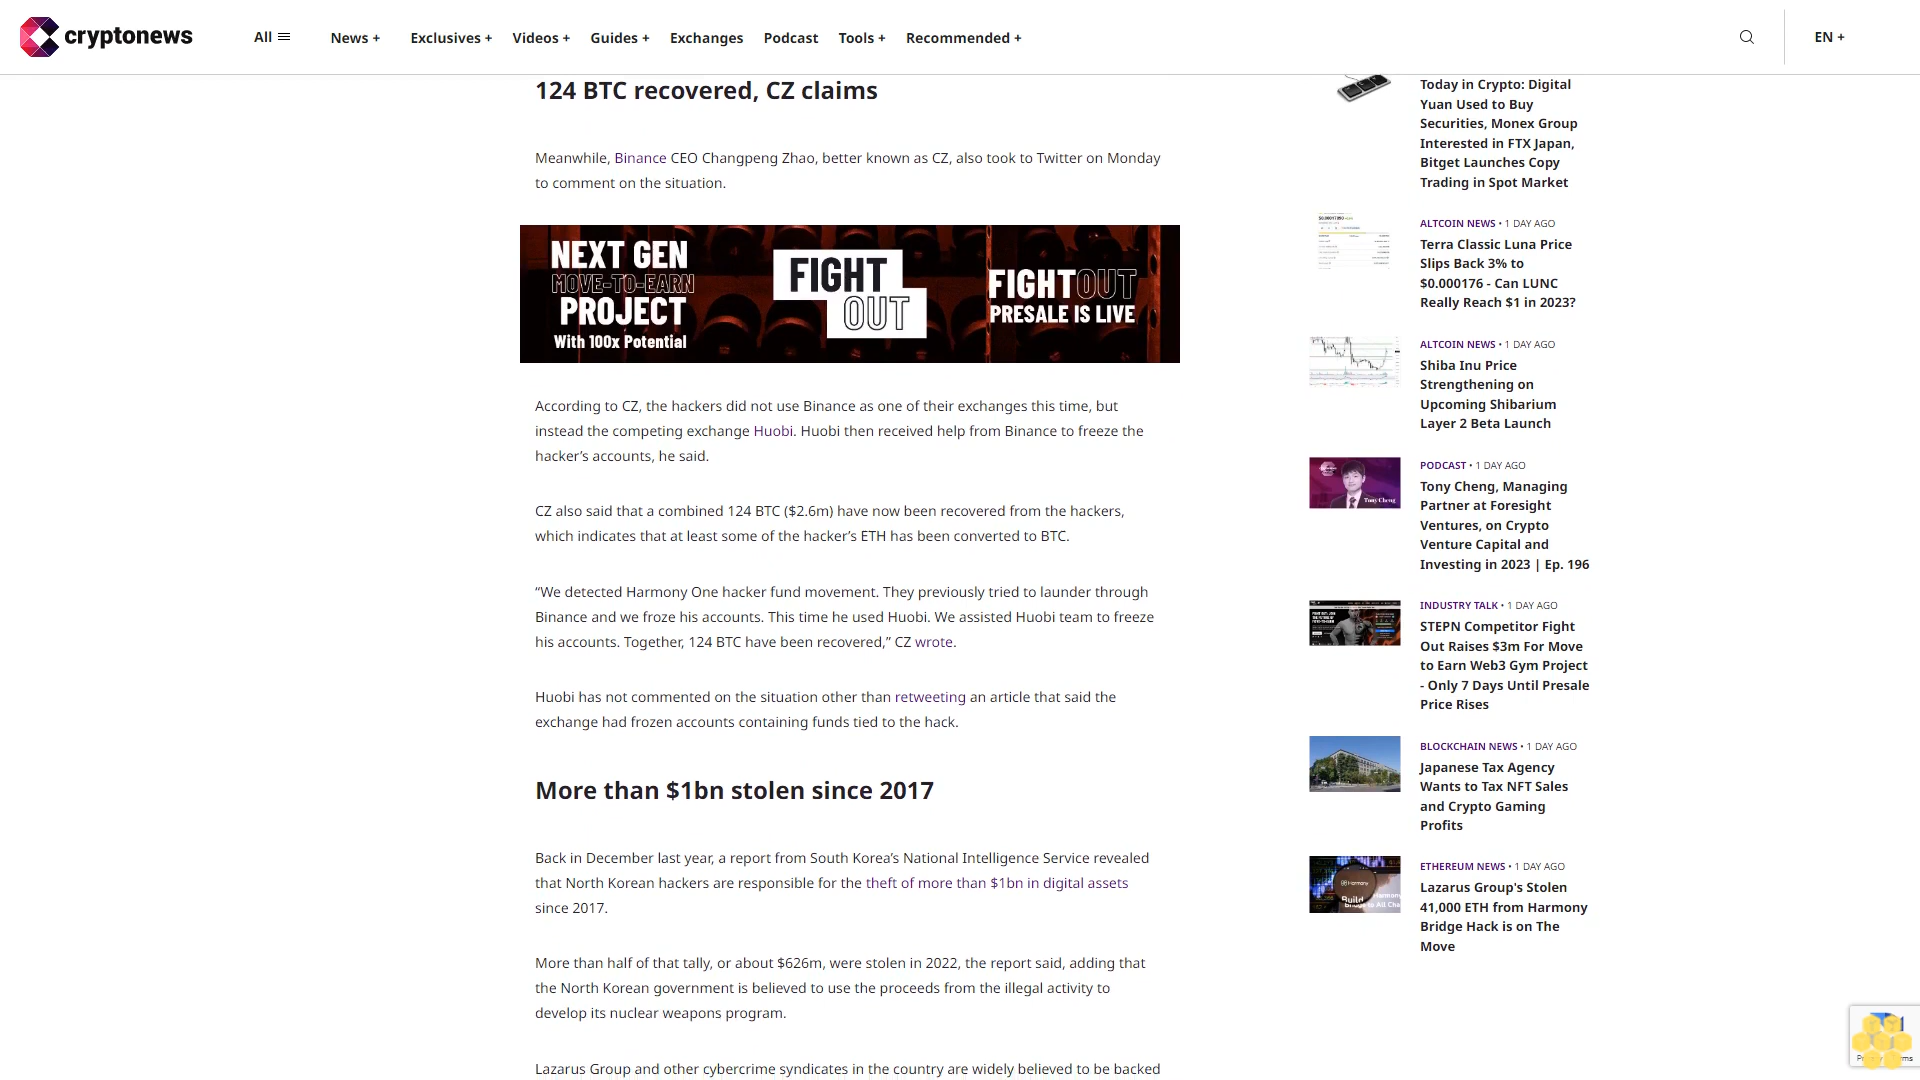 cryptonews
All
News +
Exclusives +
Videos +
Guides +
Exchanges
Podcast
Tools +
Recommended +
EN +
124 BTC recovered, CZ claims
Meanwhile, Binance CEO Changpeng Zhao, better known as CZ, also took to Twitter on Monday
to comment on the situation.
NEXT GEN
MOVE-TO-EARN
PROJECT
With 100x Potential
FIGHT
OUT
FIGHTOUT
PRESALE IS LIVE
According to CZ, the hackers did not use Binance as one of their exchanges this time, but
instead the competing exchange Huobi. Huobi then received help from Binance to freeze the
hacker’s accounts, he said.
CZ also said that a combined 124 BTC ($2.6m) have now been recovered from the hackers,
which indicates that at least some of the hacker’s ETH has been converted to BTC.
“We detected Harmony One hacker fund movement. They previously tried to launder through
Binance and we froze his accounts. This time he used Huobi. We assisted Huobi team to freeze
his accounts. Together, 124 BTC have been recovered,” CZ wrote.
Huobi has not commented on the situation other than retweeting an article that said the
exchange had frozen accounts containing funds tied to the hack.
More than $1bn stolen since 2017
Back in December last year, a report from South Korea’s National Intelligence Service revealed
that North Korean hackers are responsible for the theft of more than $1bn in digital assets
since 2017.
More than half of that tally, or about $626m, were stolen in 2022, the report said, adding that
the North Korean government is believed to use the proceeds from the illegal activity to
develop its nuclear weapons program.
Lazarus Group and other cybercrime syndicates in the country are widely believed to be backed
Today in Crypto: Digital
Yuan Used to Buy
Securities, Monex Group
Interested in FTX Japan,
Bitget Launches Copy
Trading in Spot Market
ALTCOIN NEWS • 1 DAY AGO
Terra Classic Luna Price
Slips Back 3% to
$0.000176 - Can LUNC
Really Reach $1 in 2023?
ALTCOIN NEWS • 1 DAY AGO
Shiba Inu Price
Strengthening on
Upcoming Shibarium
Layer 2 Beta Launch
Tony Cheng
PODCAST • 1 DAY AGO
Tony Cheng, Managing
Partner at Foresight
Ventures, on Crypto
Venture Capital and
Investing in 2023 | Ep. 196
INDUSTRY TALK • 1 DAY AGO
STEPN Competitor Fight
Out Raises $3m For Move
to Earn Web3 Gym Project
- Only 7 Days Until Presale
Price Rises
BLOCKCHAIN NEWS • 1 DAY AGO
Japanese Tax Agency
Wants to Tax NFT Sales
and Crypto Gaming
Profits
Harmony
Build
ETHEREUM NEWS • 1 DAY AGO
Lazarus Group's Stolen
41,000 ETH from Harmony
Bridge Hack is on The
Move